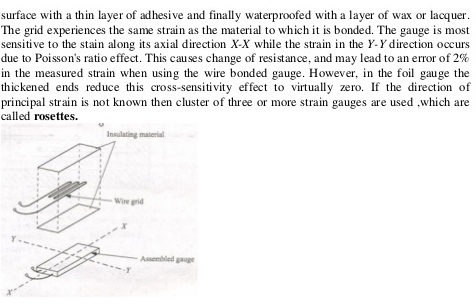 surface with a thin layer of adhesive and finally waterproofed with a layer of wax or lacquer.
The grid experiences the same strain as the material to which it is bonded. The gauge is most
sensitive to the stain along its axial direction X-X while the strain in the Y-Y direction occurs
due to Poisson's ratio effect. This causes change of resistance, and may lead to an error of 2%
in the measured strain when using the wire bonded gauge. However, in the foil gauge the
thickened ends reduce this cross-sensitivity effect to virtually zero. If the direction of
principal strain is not known then cluster of three or more strain gauges are used ,which are
called rosettes.
Insulating material
Wire grid
X
Y
Assembled gauge
Y
X